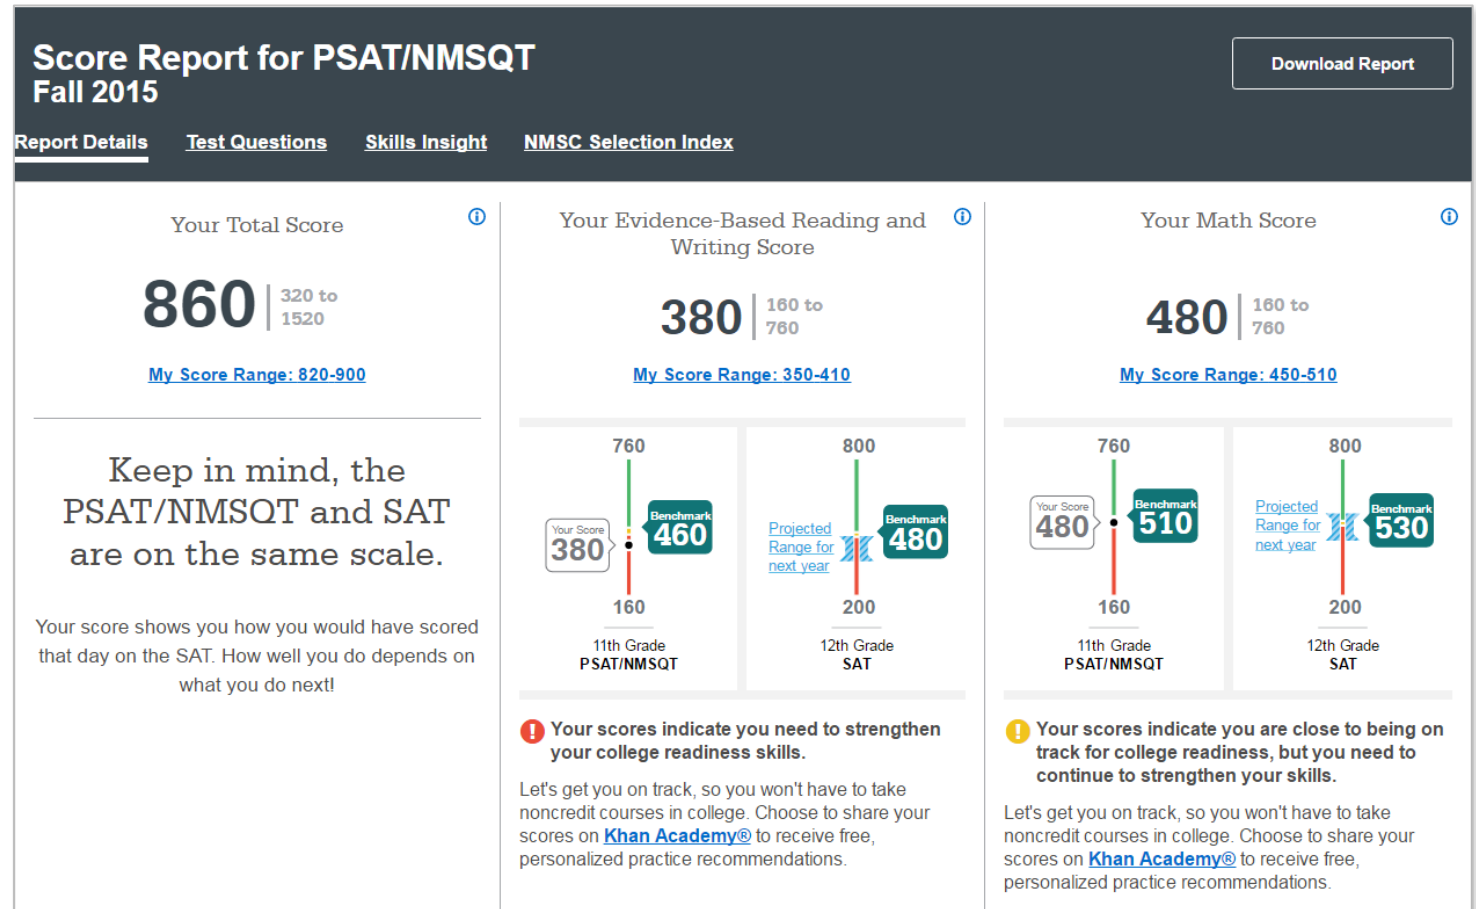 Score Report for PSAT/NMSQT
Fall 2015
Download Report
Report Details Test Questions Skills Insight NMSC Selection Index
Your Total Score
860
320 to
1520
My Score Range: 820-900
Keep in mind, the
PSAT/NMSQT and SAT
are on the same scale.
Your score shows you how you would have scored
that day on the SAT. How well you do depends on
what you do next!
Your Evidence-Based Reading and
Writing Score
380
160 to
760
My Score Range: 350-410
760
Your Score
380
Benchmark
460
160
11th Grade
PSAT/NMSQT
800
Projected
Range for
next year
Benchmark
480
200
12th Grade
SAT
! Your scores indicate you need to strengthen
your college readiness skills.
Let's get you on track, so you won't have to take
noncredit courses in college. Choose to share your
scores on Khan Academy® to receive free,
personalized practice recommendations.
Your Math Score
480
160 to
760
My Score Range: 450-510
760
Your Score
480
Benchmark
510
160
11th Grade
PSAT/NMSQT
800
Projected
Range for
next year
Benchmark
530
200
12th Grade
SAT
! Your scores indicate you are close to being on
track for college readiness, but you need to
continue to strengthen your skills.
Let's get you on track, so you won't have to take
noncredit courses in college. Choose to share your
scores on Khan Academy® to receive free,
personalized practice recommendations.